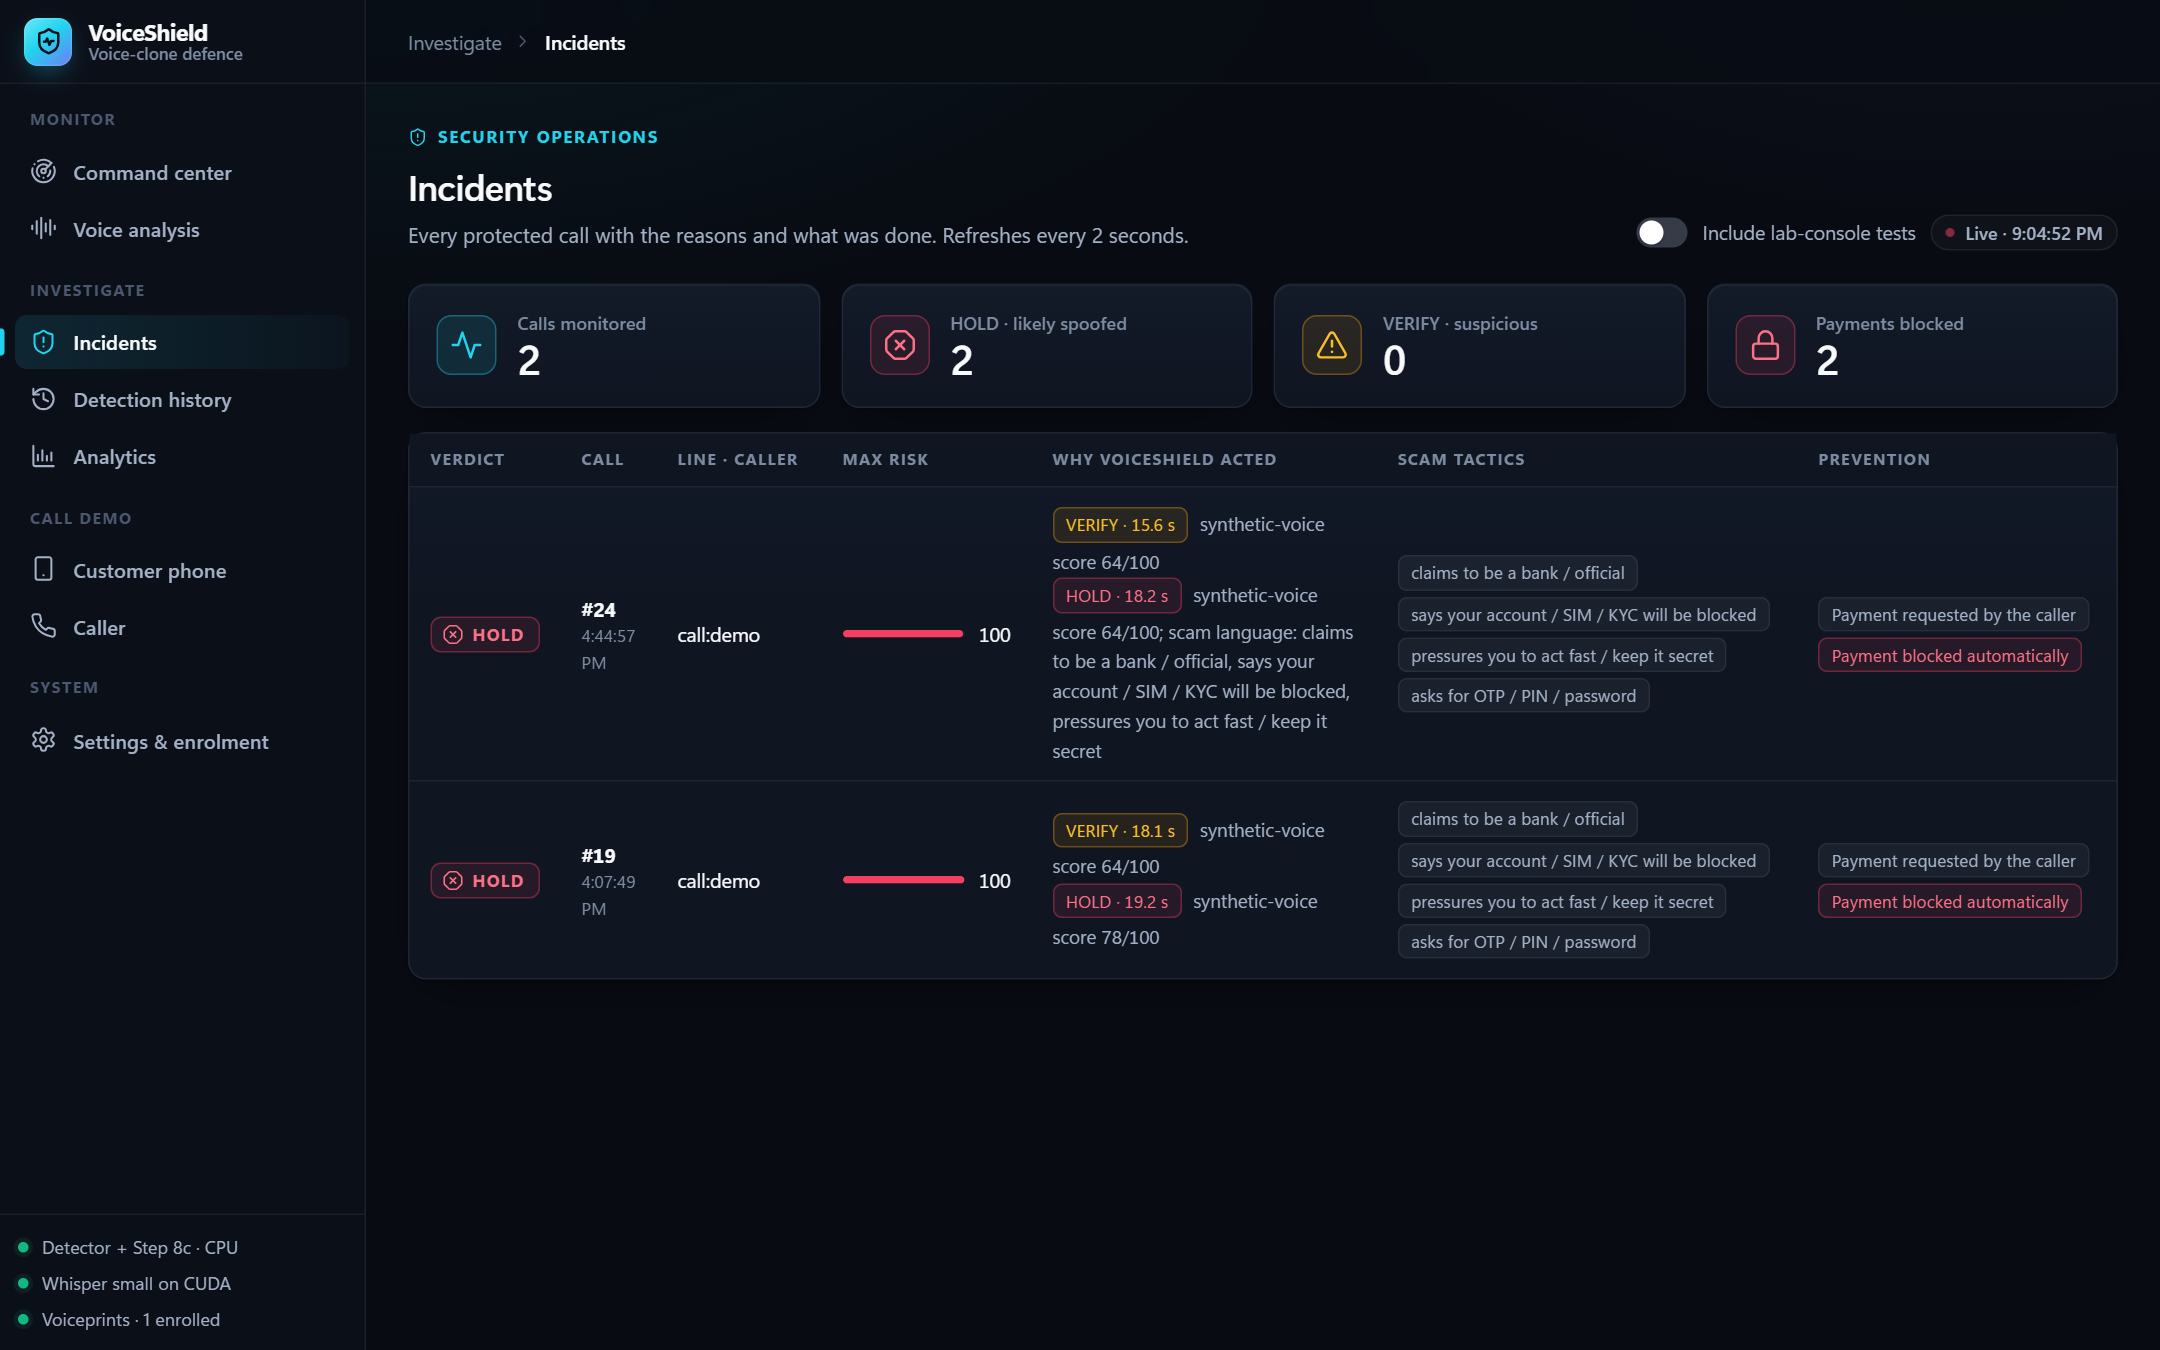 VoiceShield
Voice-clone defence
MONITOR
Command center
Voice analysis
INVESTIGATE
Incidents
Detection history
Analytics
CALL DEMO
Customer phone
Caller
SYSTEM
Settings & enrolment
Detector + Step 8c · CPU
Whisper small on CUDA
Voiceprints · 1 enrolled
Investigate > Incidents
SECURITY OPERATIONS
Incidents
Every protected call with the reasons and what was done. Refreshes every 2 seconds.
Include lab-console tests
Live · 9:04:52 PM
Calls monitored
2
HOLD · likely spoofed
2
VERIFY · suspicious
0
Payments blocked
2
VERDICT CALL LINE · CALLER MAX RISK WHY VOICESHIELD ACTED SCAM TACTICS PREVENTION
HOLD
#24
4:44:57
PM
call:demo
100
VERIFY · 15.6 s synthetic-voice
score 64/100
HOLD · 18.2 s synthetic-voice
score 64/100; scam language: claims
to be a bank / official, says your
account / SIM / KYC will be blocked,
pressures you to act fast / keep it
secret
claims to be a bank / official
says your account / SIM / KYC will be blocked
pressures you to act fast / keep it secret
asks for OTP / PIN / password
Payment requested by the caller
Payment blocked automatically
HOLD
#19
4:07:49
PM
call:demo
100
VERIFY · 18.1 s synthetic-voice
score 64/100
HOLD · 19.2 s synthetic-voice
score 78/100
claims to be a bank / official
says your account / SIM / KYC will be blocked
pressures you to act fast / keep it secret
asks for OTP / PIN / password
Payment requested by the caller
Payment blocked automatically